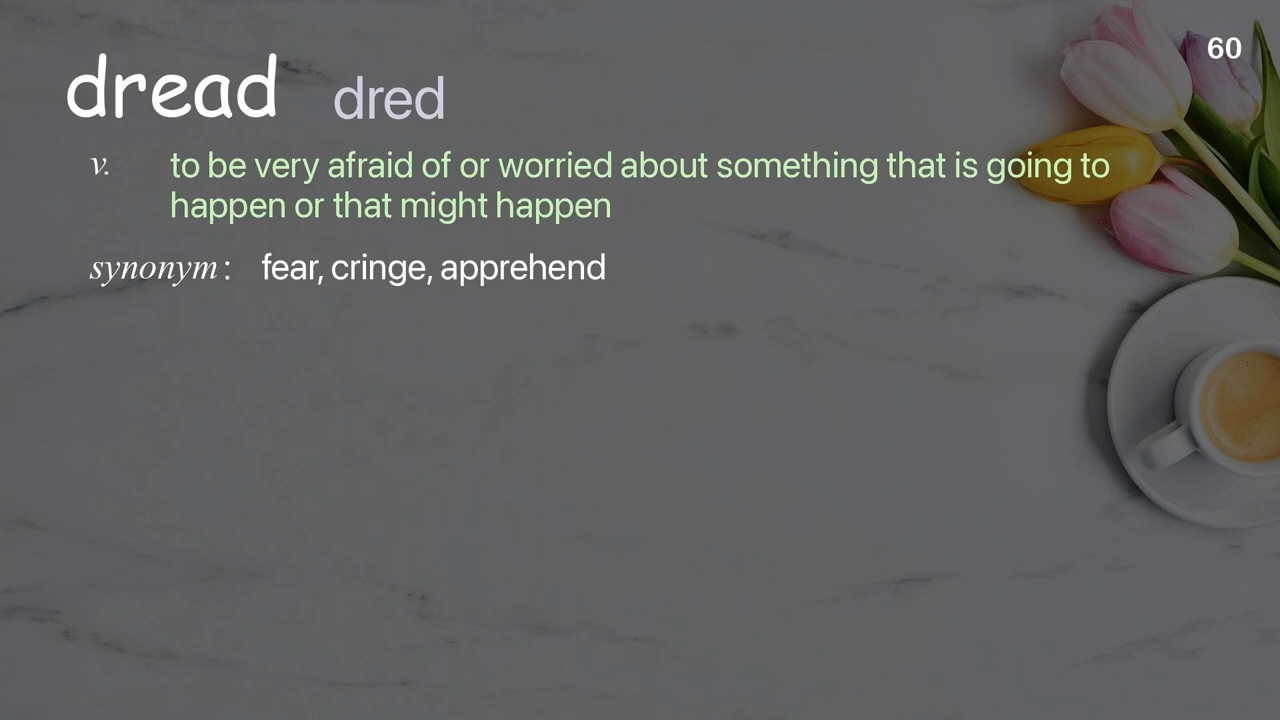 60
dread dred
v. to be very afraid of or worried about something that is going to
happen or that might happen
synonym: fear, cringe, apprehend